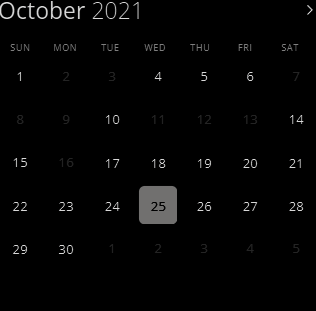 October 2021
SUN MON TUE WED THU FRI SAT
1 2 3 4 5 6 7
8 9 10 11 12 13 14
15 16 17 18 19 20 21
22 23 24 25 26 27 28
29 30 1 2 3 4 5